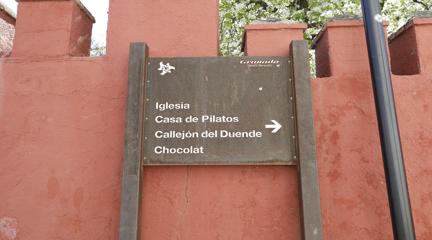 Granada
Iglesia
Casa de Pilatos
Callejón del Duende
Chocolat